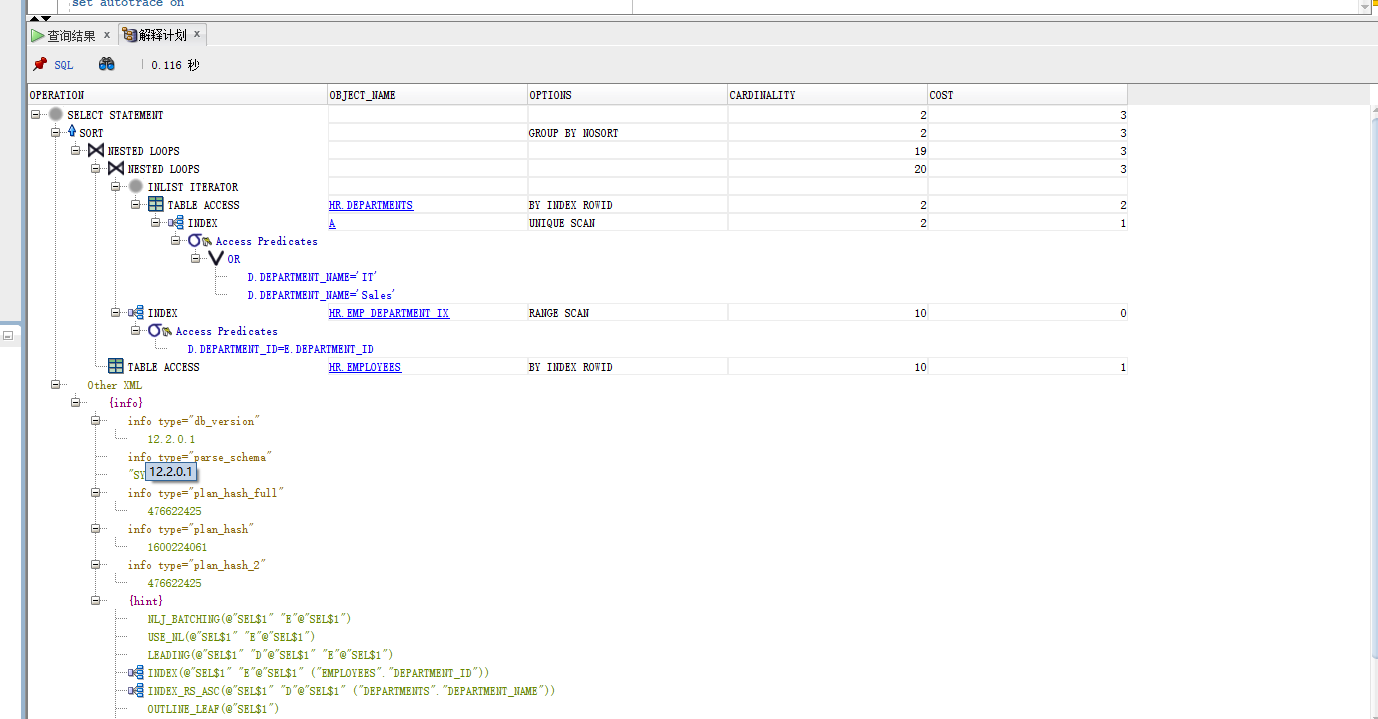 set autotrace on
查询结果 × 解释计划 ×
SQL 0.116 秒
OPERATION OBJECT_NAME OPTIONS CARDINALITY COST
SELECT STATEMENT 2 3
SORT GROUP BY NOSORT 2 3
NESTED LOOPS 19 3
NESTED LOOPS 20 3
INLIST ITERATOR
TABLE ACCESS HR.DEPARTMENTS BY INDEX ROWID 2 2
INDEX A UNIQUE SCAN 2 1
Access Predicates
OR
D.DEPARTMENT_NAME='IT'
D.DEPARTMENT_NAME='Sales'
INDEX HR.EMP_DEPARTMENT_IX RANGE SCAN 10 0
Access Predicates
D.DEPARTMENT_ID=E.DEPARTMENT_ID
TABLE ACCESS HR.EMPLOYEES BY INDEX ROWID 10 1
Other XML
{info}
info type="db_version"
12.2.0.1
info type="parse_schema"
"SY 12.2.0.1
info type="plan_hash_full"
476622425
info type="plan_hash"
1600224061
info type="plan_hash_2"
476622425
{hint}
NLJ_BATCHING(@"SEL$1" "E"@"SEL$1")
USE_NL(@"SEL$1" "E"@"SEL$1")
LEADING(@"SEL$1" "D"@"SEL$1" "E"@"SEL$1")
INDEX(@"SEL$1" "E"@"SEL$1" ("EMPLOYEES"."DEPARTMENT_ID"))
INDEX_RS_ASC(@"SEL$1" "D"@"SEL$1" ("DEPARTMENTS"."DEPARTMENT_NAME"))
OUTLINE_LEAF(@"SEL$1")